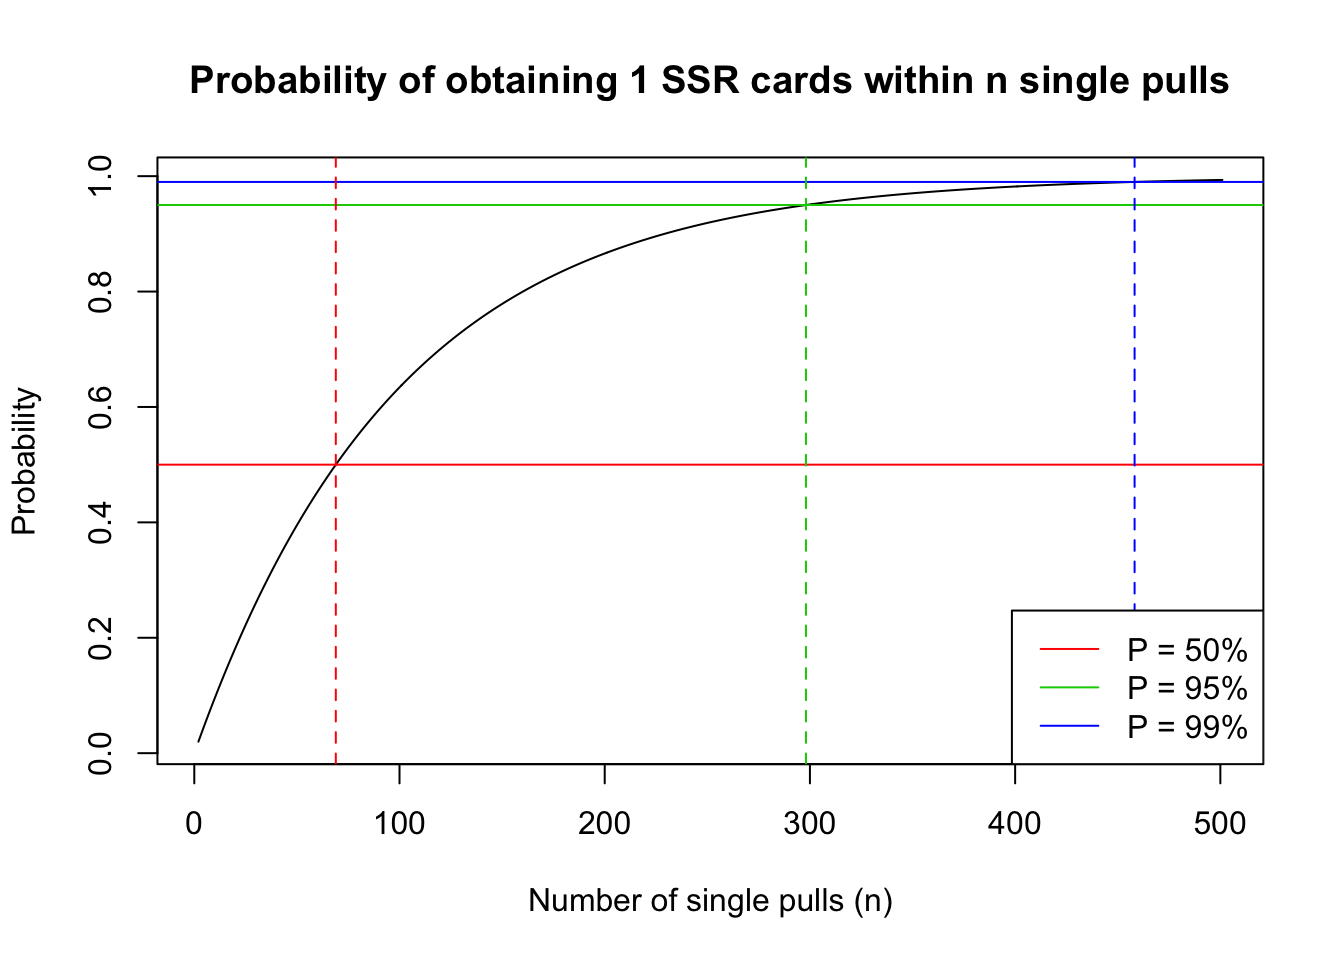 Probability of obtaining 1 SSR cards within n single pulls
Probability
1.0
0.8
0.6
0.4
0.2
0.0
P = 50%
P = 95%
P = 99%
0 100 200 300 400 500
Number of single pulls (n)